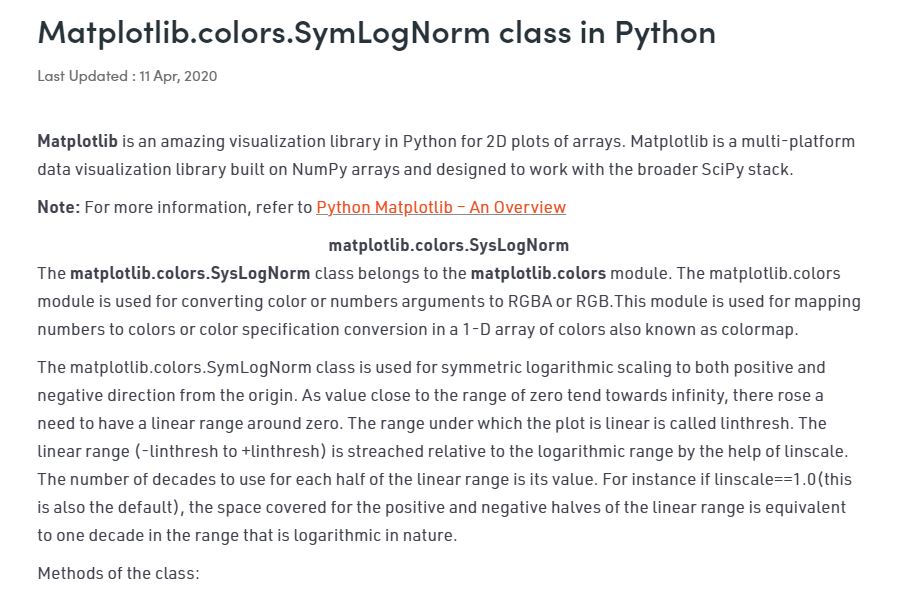 Matplotlib.colors.SymLogNorm class in Python
Last Updated : 11 Apr, 2020
Matplotlib is an amazing visualization library in Python for 2D plots of arrays. Matplotlib is a multi-platform
data visualization library built on NumPy arrays and designed to work with the broader SciPy stack.
Note: For more information, refer to Python Matplotlib – An Overview
matplotlib.colors.SysLogNorm
The matplotlib.colors.SysLogNorm class belongs to the matplotlib.colors module. The matplotlib.colors
module is used for converting color or numbers arguments to RGBA or RGB.This module is used for mapping
numbers to colors or color specification conversion in a 1-D array of colors also known as colormap.
The matplotlib.colors.SymLogNorm class is used for symmetric logarithmic scaling to both positive and
negative direction from the origin. As value close to the range of zero tend towards infinity, there rose a
need to have a linear range around zero. The range under which the plot is linear is called linthresh. The
linear range (-linthresh to +linthresh) is streached relative to the logarithmic range by the help of linscale.
The number of decades to use for each half of the linear range is its value. For instance if linscale==1.0(this
is also the default), the space covered for the positive and negative halves of the linear range is equivalent
to one decade in the range that is logarithmic in nature.
Methods of the class: